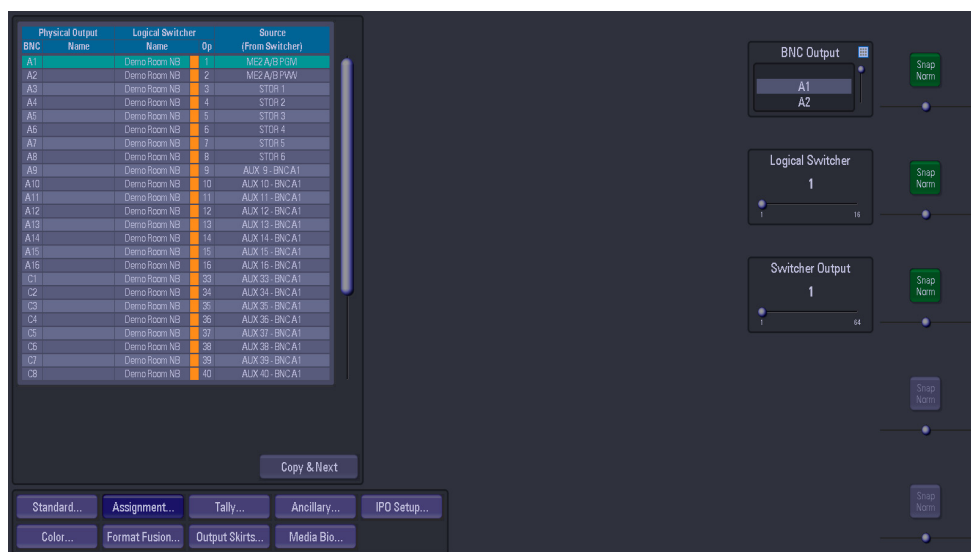 Physical Output Logical Switcher Source
BNC Name Name Op (From Switcher)
A1 Demo Room NB 1 ME2 A/B PGM
A2 Demo Room NB 2 ME2 A/B PVW
A3 Demo Room NB 3 STOR 1
A4 Demo Room NB 4 STOR 2
A5 Demo Room NB 5 STOR 3
A6 Demo Room NB 6 STOR 4
A7 Demo Room NB 7 STOR 5
A8 Demo Room NB 8 STOR 6
A9 Demo Room NB 9 AUX 9 - BNC A1
A10 Demo Room NB 10 AUX 10 - BNC A1
A11 Demo Room NB 11 AUX 11 - BNC A1
A12 Demo Room NB 12 AUX 12 - BNC A1
A13 Demo Room NB 13 AUX 13 - BNC A1
A14 Demo Room NB 14 AUX 14 - BNC A1
A15 Demo Room NB 15 AUX 15 - BNC A1
A16 Demo Room NB 16 AUX 16 - BNC A1
C1 Demo Room NB 33 AUX 33 - BNC A1
C2 Demo Room NB 34 AUX 34 - BNC A1
C3 Demo Room NB 35 AUX 35 - BNC A1
C4 Demo Room NB 36 AUX 36 - BNC A1
C5 Demo Room NB 37 AUX 37 - BNC A1
C6 Demo Room NB 38 AUX 38 - BNC A1
C7 Demo Room NB 39 AUX 39 - BNC A1
C8 Demo Room NB 40 AUX 40 - BNC A1
Copy & Next
Standard... Assignment... Tally... Ancillary... IPO Setup...
Color... Format Fusion... Output Skirts... Media Bio...
BNC Output
A1
A2
Snap
Norm
Logical Switcher
1
1 16
Snap
Norm
Switcher Output
1
1 64
Snap
Norm
Snap
Norm
Snap
Norm